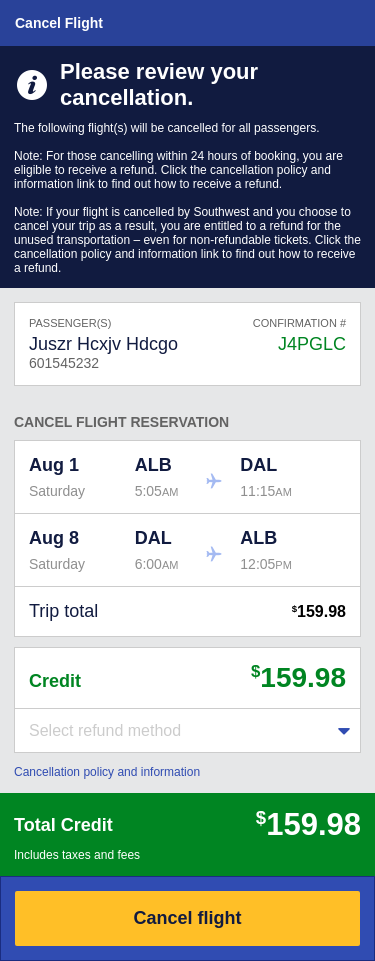 Cancel Flight
Please review your
cancellation.
The following flight(s) will be cancelled for all passengers.
Note: For those cancelling within 24 hours of booking, you are
eligible to receive a refund. Click the cancellation policy and
information link to find out how to receive a refund.
Note: If your flight is cancelled by Southwest and you choose to
cancel your trip as a result, you are entitled to a refund for the
unused transportation – even for non-refundable tickets. Click the
cancellation policy and information link to find out how to receive
a refund.
PASSENGER(S) CONFIRMATION #
Juszr Hcxjv Hdcgo J4PGLC
601545232
CANCEL FLIGHT RESERVATION
Aug 1 ALB DAL
Saturday 5:05AM 11:15AM
Aug 8 DAL ALB
Saturday 6:00AM 12:05PM
Trip total $159.98
Credit $159.98
Select refund method
Cancellation policy and information
Total Credit $159.98
Includes taxes and fees
Cancel flight